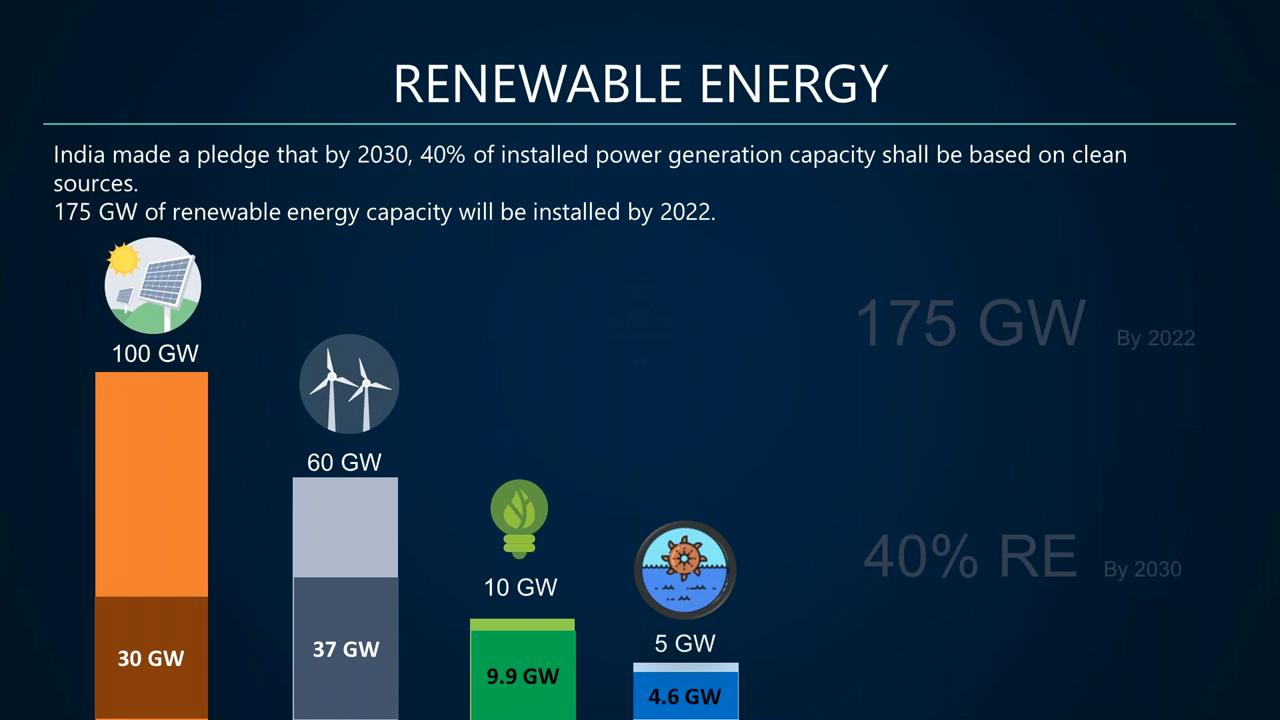 RENEWABLE ENERGY
India made a pledge that by 2030, 40% of installed power generation capacity shall be based on clean
sources.
175 GW of renewable energy capacity will be installed by 2022.
100 GW
60 GW
10 GW
5 GW
30 GW
37 GW
9.9 GW
4.6 GW
175 GW By 2022
40% RE By 2030